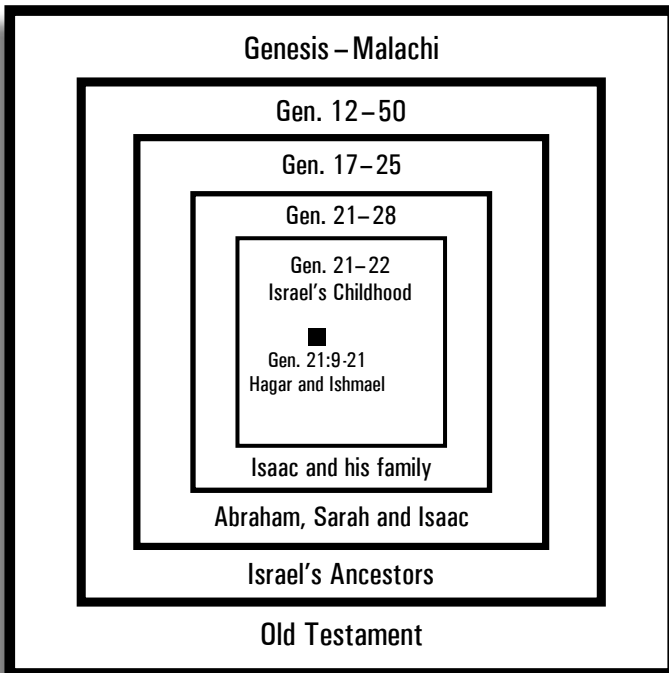 Genesis – Malachi
Gen. 12–50
Gen. 17–25
Gen. 21–28
Gen. 21–22
Israel's Childhood
Gen. 21:9-21
Hagar and Ishmael
Isaac and his family
Abraham, Sarah and Isaac
Israel's Ancestors
Old Testament